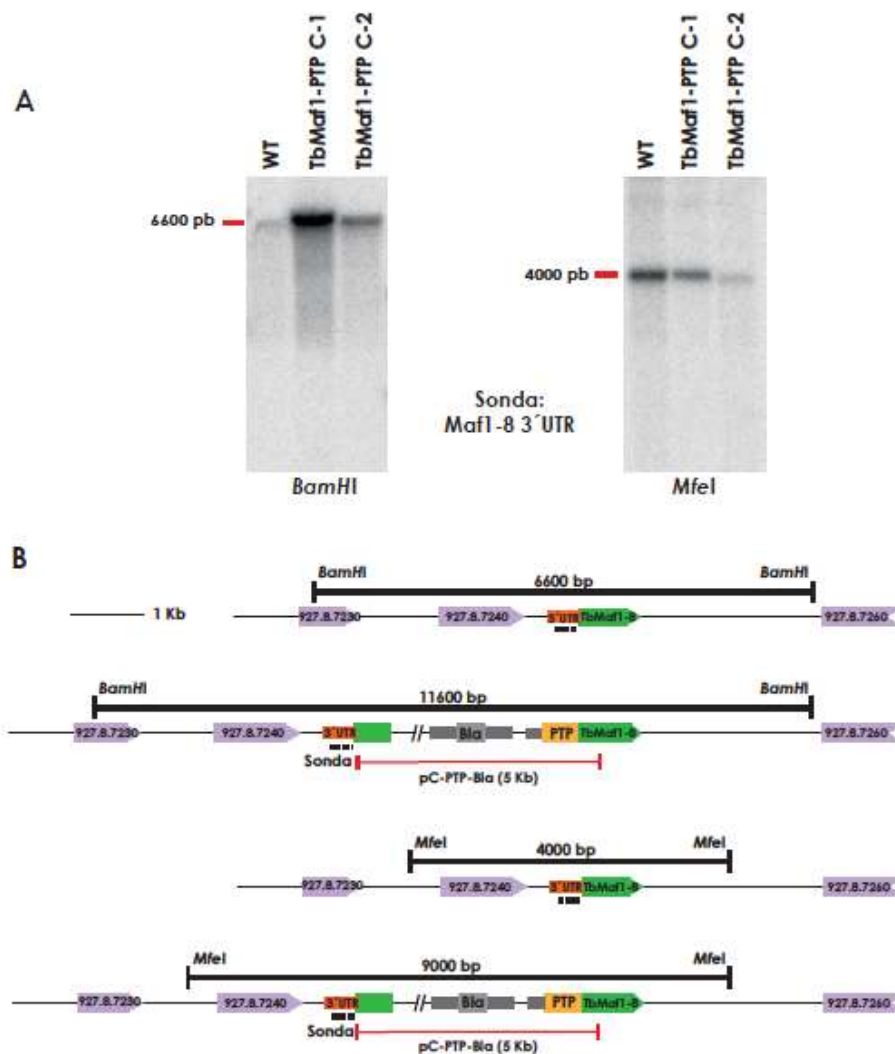 A
WT
TbMaf1-PTP C-1
TbMaf1-PTP C-2
6600 pb
BamHI
WT
TbMaf1-PTP C-1
TbMaf1-PTP C-2
4000 pb
MfeI
Sonda:
Maf1-8 3´UTR
B
1 Kb
BamHI 6600 bp BamHI
927.8.7230 927.8.7240 3´UTR TbMaf1-8 927.8.7260
BamHI 11600 bp BamHI
927.8.7230 927.8.7240 3´UTR // Bla PTP TbMaf1-8 927.8.7260
Sonda
pC-PTP-Bla (5 Kb)
MfeI 4000 bp MfeI
927.8.7230 927.8.7240 3´UTR TbMaf1-8 927.8.7260
MfeI 9000 bp MfeI
927.8.7230 927.8.7240 3´UTR // Bla PTP TbMaf1-8 927.8.7260
Sonda
pC-PTP-Bla (5 Kb)